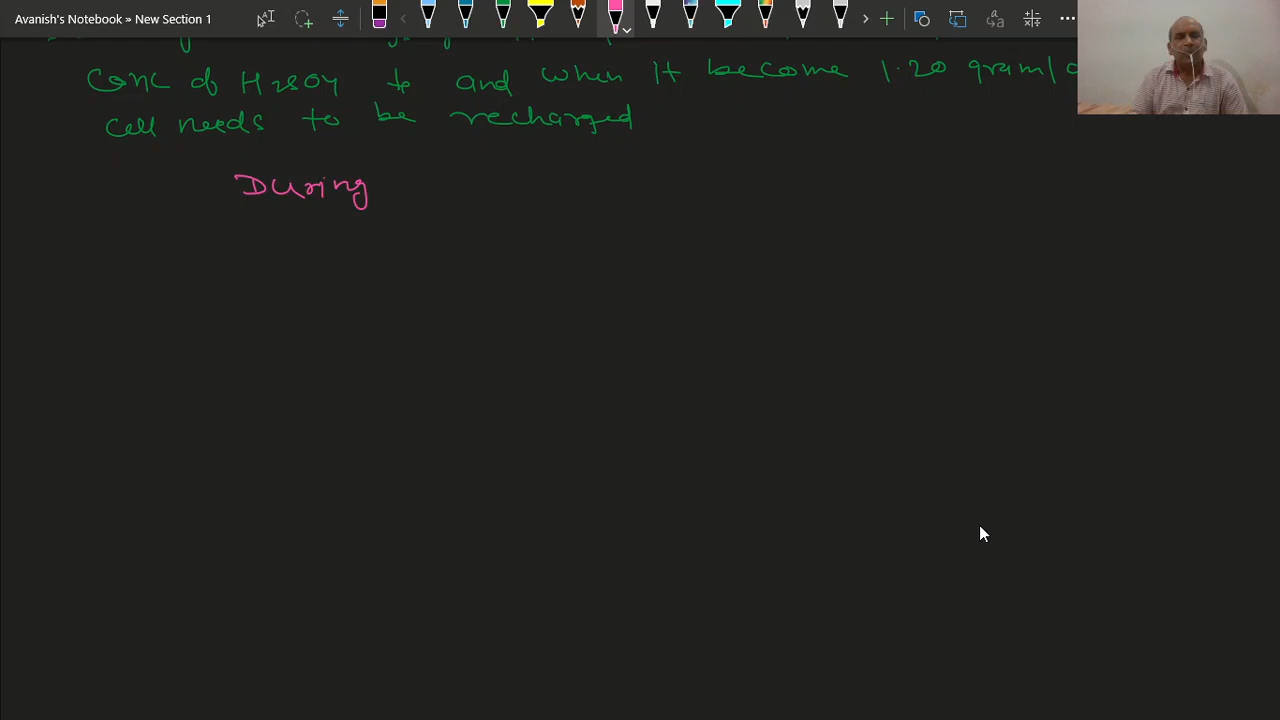 Avanish's Notebook » New Section 1
Conc of H2SO4 to and when it become 1.20 gram/
cell needs to be recharged
During